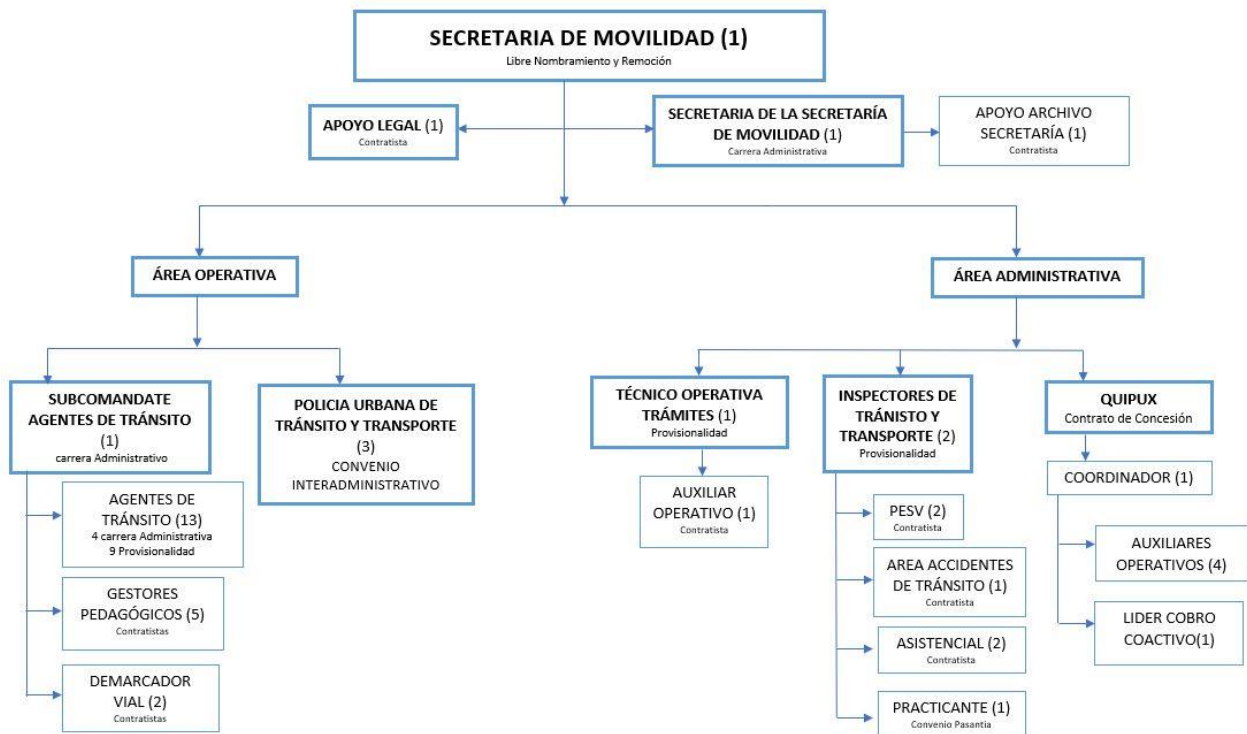 SECRETARIA DE MOVILIDAD (1)
Libre Nombramiento y Remoción
APOYO LEGAL (1)
Contratista
SECRETARIA DE LA SECRETARÍA
DE MOVILIDAD (1)
Carrera Administrativa
APOYO ARCHIVO
SECRETARÍA (1)
Contratista
ÁREA OPERATIVA
ÁREA ADMINISTRATIVA
SUBCOMANDATE
AGENTES DE TRÁNSITO
(1)
carrera Administrativo
POLICIA URBANA DE
TRÁNSITO Y TRANSPORTE
(3)
CONVENIO
INTERADMINISTRATIVO
TÉCNICO OPERATIVA
TRÁMITES (1)
Provisionalidad
INSPECTORES DE
TRÁNISTO Y
TRANSPORTE (2)
Provisionalidad
QUIPUX
Contrato de Concesión
AGENTES DE
TRÁNSITO (13)
4 carrera Administrativa
9 Provisionalidad
GESTORES
PEDAGÓGICOS (5)
Contratistas
DEMARCADOR
VIAL (2)
Contratistas
AUXILIAR
OPERATIVO (1)
Contratista
PESV (2)
Contratista
AREA ACCIDENTES
DE TRÁNSITO (1)
Contratista
ASISTENCIAL (2)
Contratista
PRACTICANTE (1)
Convenio Pasantia
COORDINADOR (1)
AUXILIARES
OPERATIVOS (4)
LIDER COBRO
COACTIVO(1)